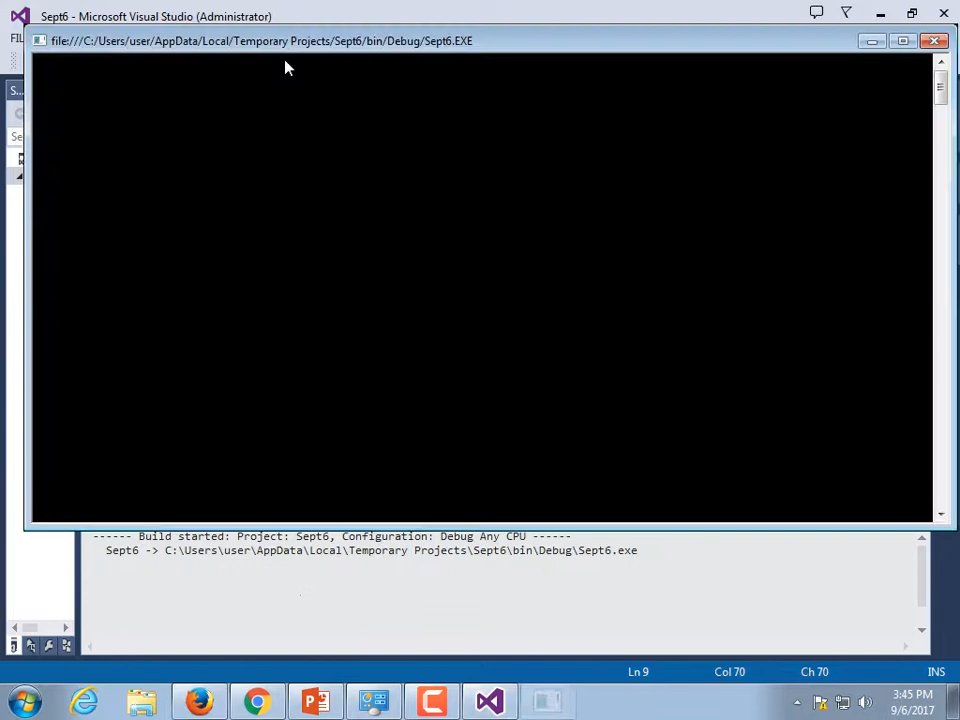 Sept6 - Microsoft Visual Studio (Administrator)
FIL
file:///C:/Users/user/AppData/Local/Temporary Projects/Sept6/bin/Debug/Sept6.EXE
S...
Se
------ Build started: Project: Sept6, Configuration: Debug Any CPU ------
Sept6 -> C:\Users\user\AppData\Local\Temporary Projects\Sept6\bin\Debug\Sept6.exe
Ln 9 Col 70 Ch 70 INS
3:45 PM
9/6/2017